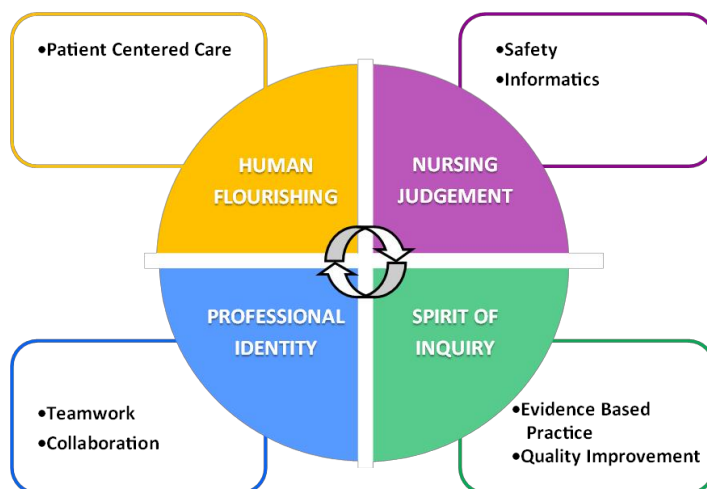 •Patient Centered Care
•Safety
•Informatics
HUMAN
FLOURISHING
NURSING
JUDGEMENT
PROFESSIONAL
IDENTITY
SPIRIT OF
INQUIRY
•Teamwork
•Collaboration
•Evidence Based
Practice
•Quality Improvement